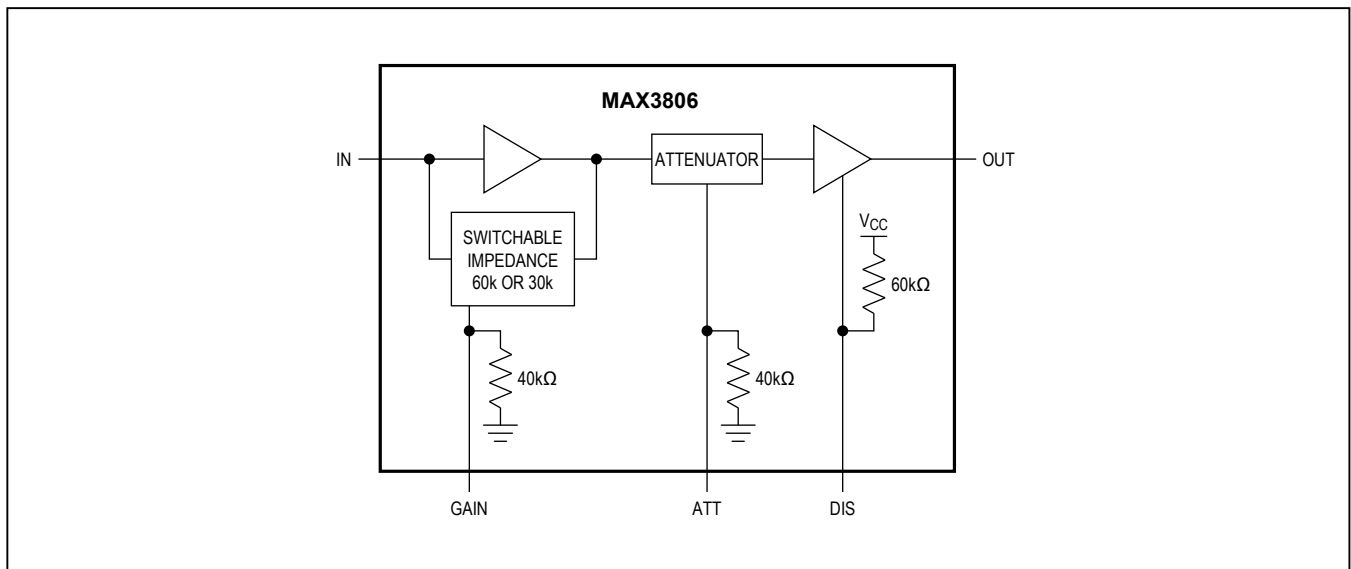 MAX3806
IN
ATTENUATOR
OUT
SWITCHABLE
IMPEDANCE
60k OR 30k
VCC
60kΩ
40kΩ
40kΩ
GAIN
ATT
DIS